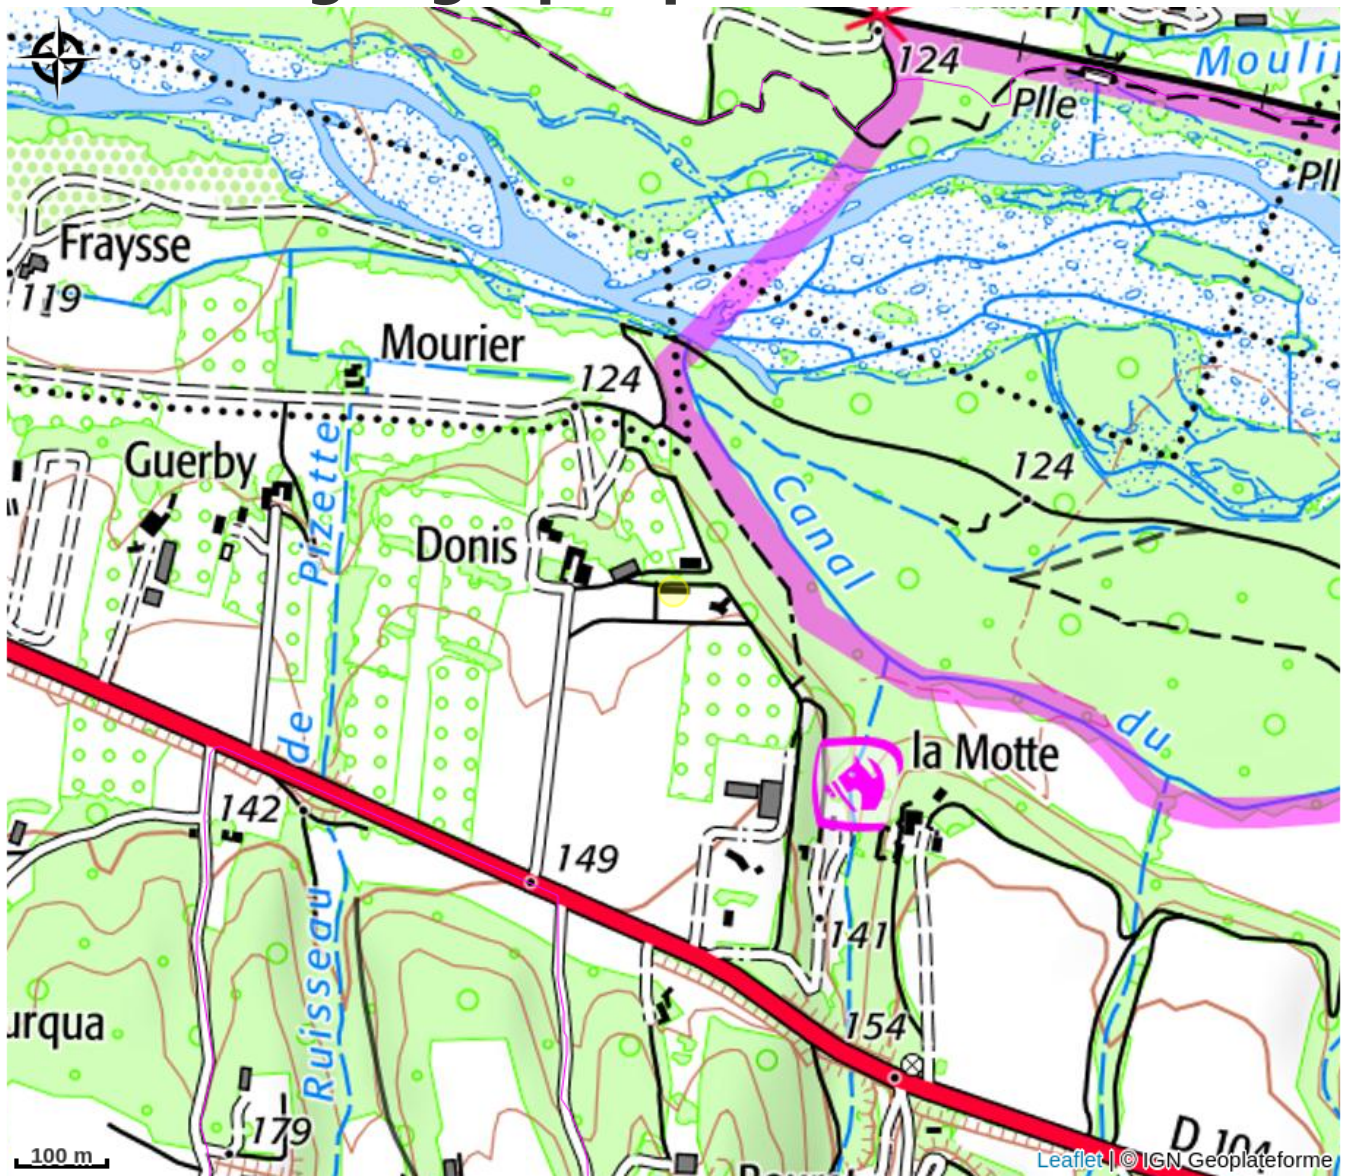 124
Moulin
Plle
Fraysse
119
Mourier
124
124
Guerby
Canal
Donis
Pizette
du
de
la Motte
142
149
141
Ruisseau
154
urqua
179
D 104
100 m
Leaflet | © IGN Geoplateforme